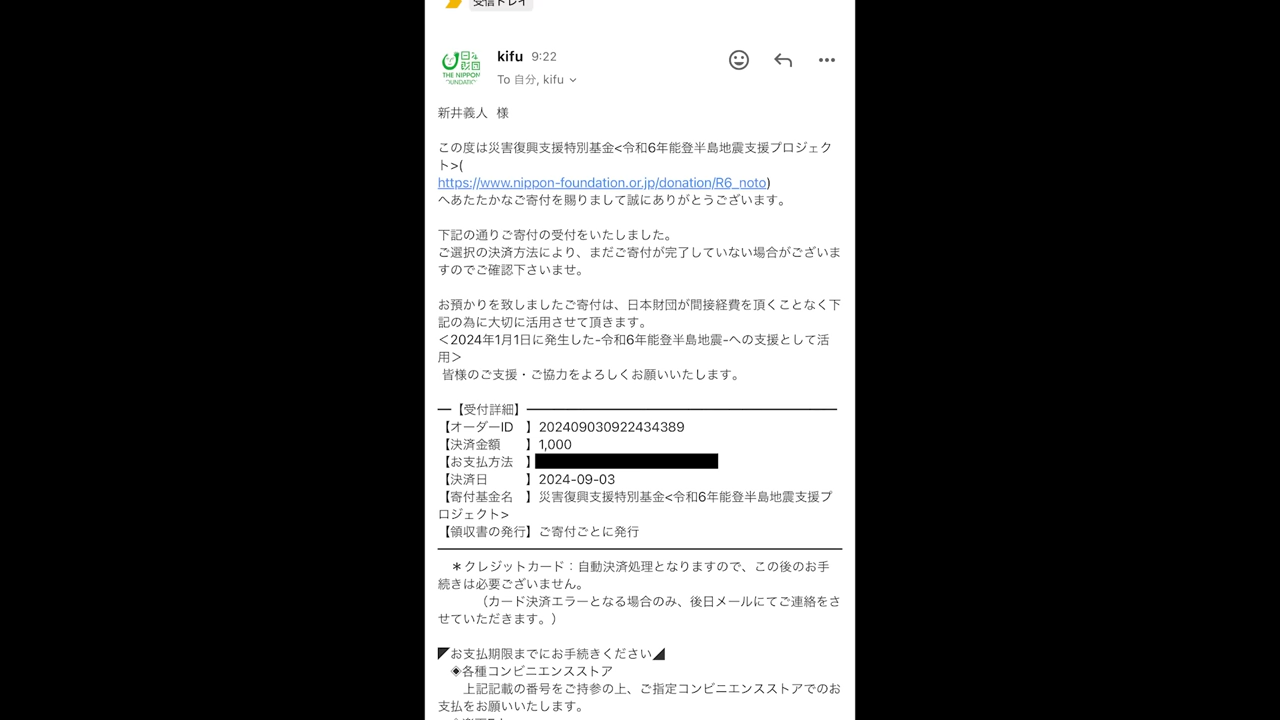 受信トレイ
日本財団
THE NIPPON
FOUNDATION
kifu 9:22
To 自分, kifu
新井義人 様
この度は災害復興支援特別基金<令和6年能登半島地震支援プロジェク
ト>(
https://www.nippon-foundation.or.jp/donation/R6_noto)
へあたたかなご寄付を賜りまして誠にありがとうございます。
下記の通りご寄付の受付をいたしました。
ご選択の決済方法により、まだご寄付が完了していない場合がございま
すのでご確認下さいませ。
お預かりを致しましたご寄付は、日本財団が間接経費を頂くことなく下
記の為に大切に活用させて頂きます。
＜2024年1月1日に発生した-令和6年能登半島地震-への支援として活
用＞
皆様のご支援・ご協力をよろしくお願いいたします。
━【受付詳細】━━━━━━━━━━━━━━━━━━━━
【オーダーID 】202409030922434389
【決済金額 】1,000
【お支払方法 】
【決済日 】2024-09-03
【寄付基金名 】災害復興支援特別基金<令和6年能登半島地震支援プ
ロジェクト>
【領収書の発行】ご寄付ごとに発行
＊クレジットカード：自動決済処理となりますので、この後のお手
続きは必要ございません。
（カード決済エラーとなる場合のみ、後日メールにてご連絡をさ
せていただきます。）
◤お支払期限までにお手続きください◢
◈各種コンビニエンスストア
上記記載の番号をご持参の上、ご指定コンビニエンスストアでのお
支払をお願いいたします。